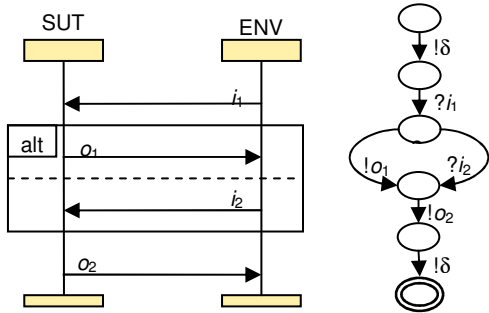 SUT ENV
i1
alt
o1
i2
o2
!δ
?i1
!o1 ?i2
!o2
!δ